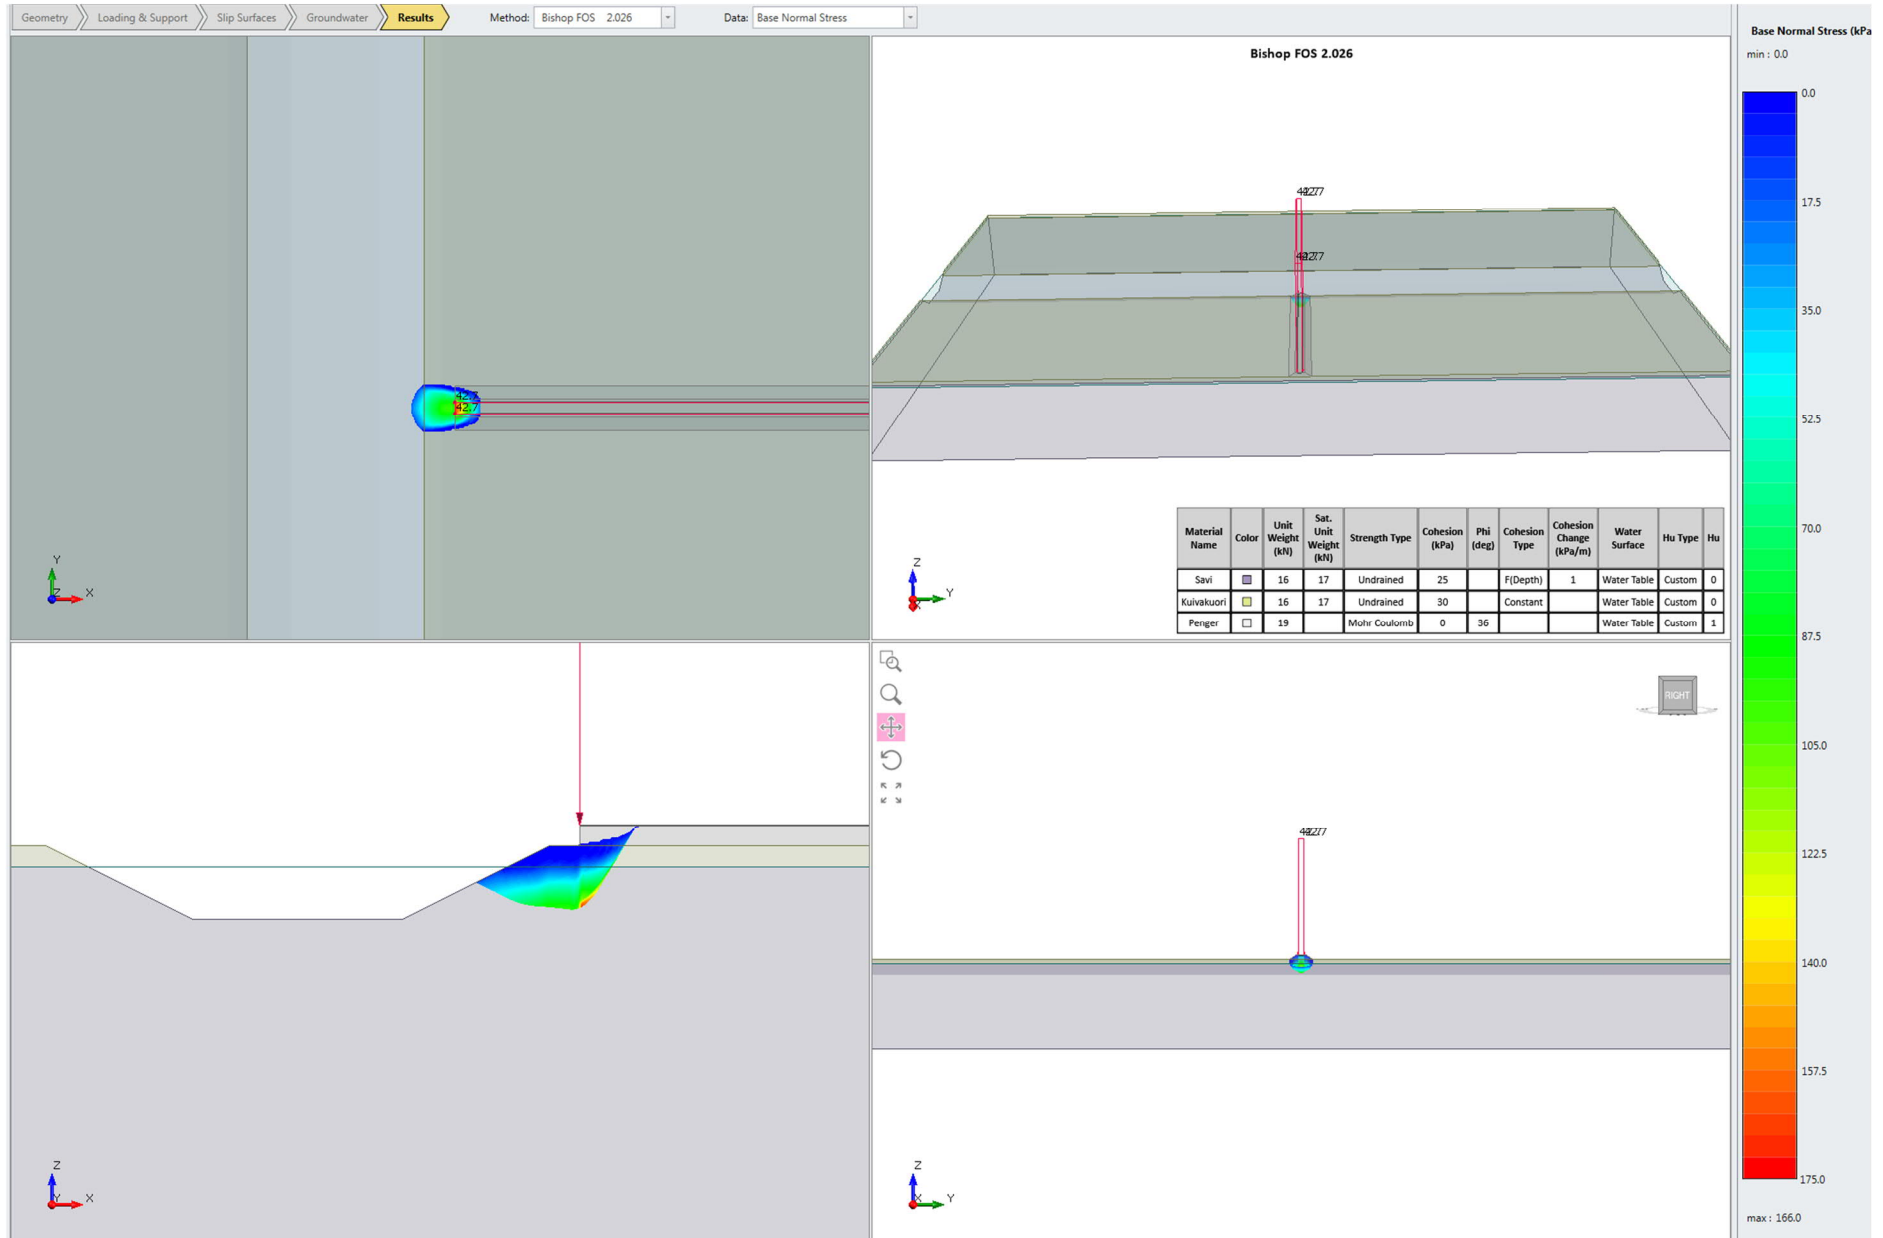 Geometry Loading & Support Slip Surfaces Groundwater Results Method: Bishop FOS 2.026 Data: Base Normal Stress
Base Normal Stress (kPa
min : 0.0
0.0
17.5
35.0
52.5
70.0
87.5
105.0
122.5
140.0
157.5
175.0
max : 166.0
42.7
Y
Z X
Bishop FOS 2.026
Material Name Color Unit Weight (kN) Sat. Unit Weight (kN) Strength Type Cohesion (kPa) Phi (deg) Cohesion Type Cohesion Change (kPa/m) Water Surface Hu Type Hu
Savi 16 17 Undrained 25 F(Depth) 1 Water Table Custom 0
Kuivakuori 16 17 Undrained 30 Constant Water Table Custom 0
Penger 19 Mohr Coulomb 0 36 Water Table Custom 1
Z
X Y
Z
Y X
RIGHT
Z
X Y